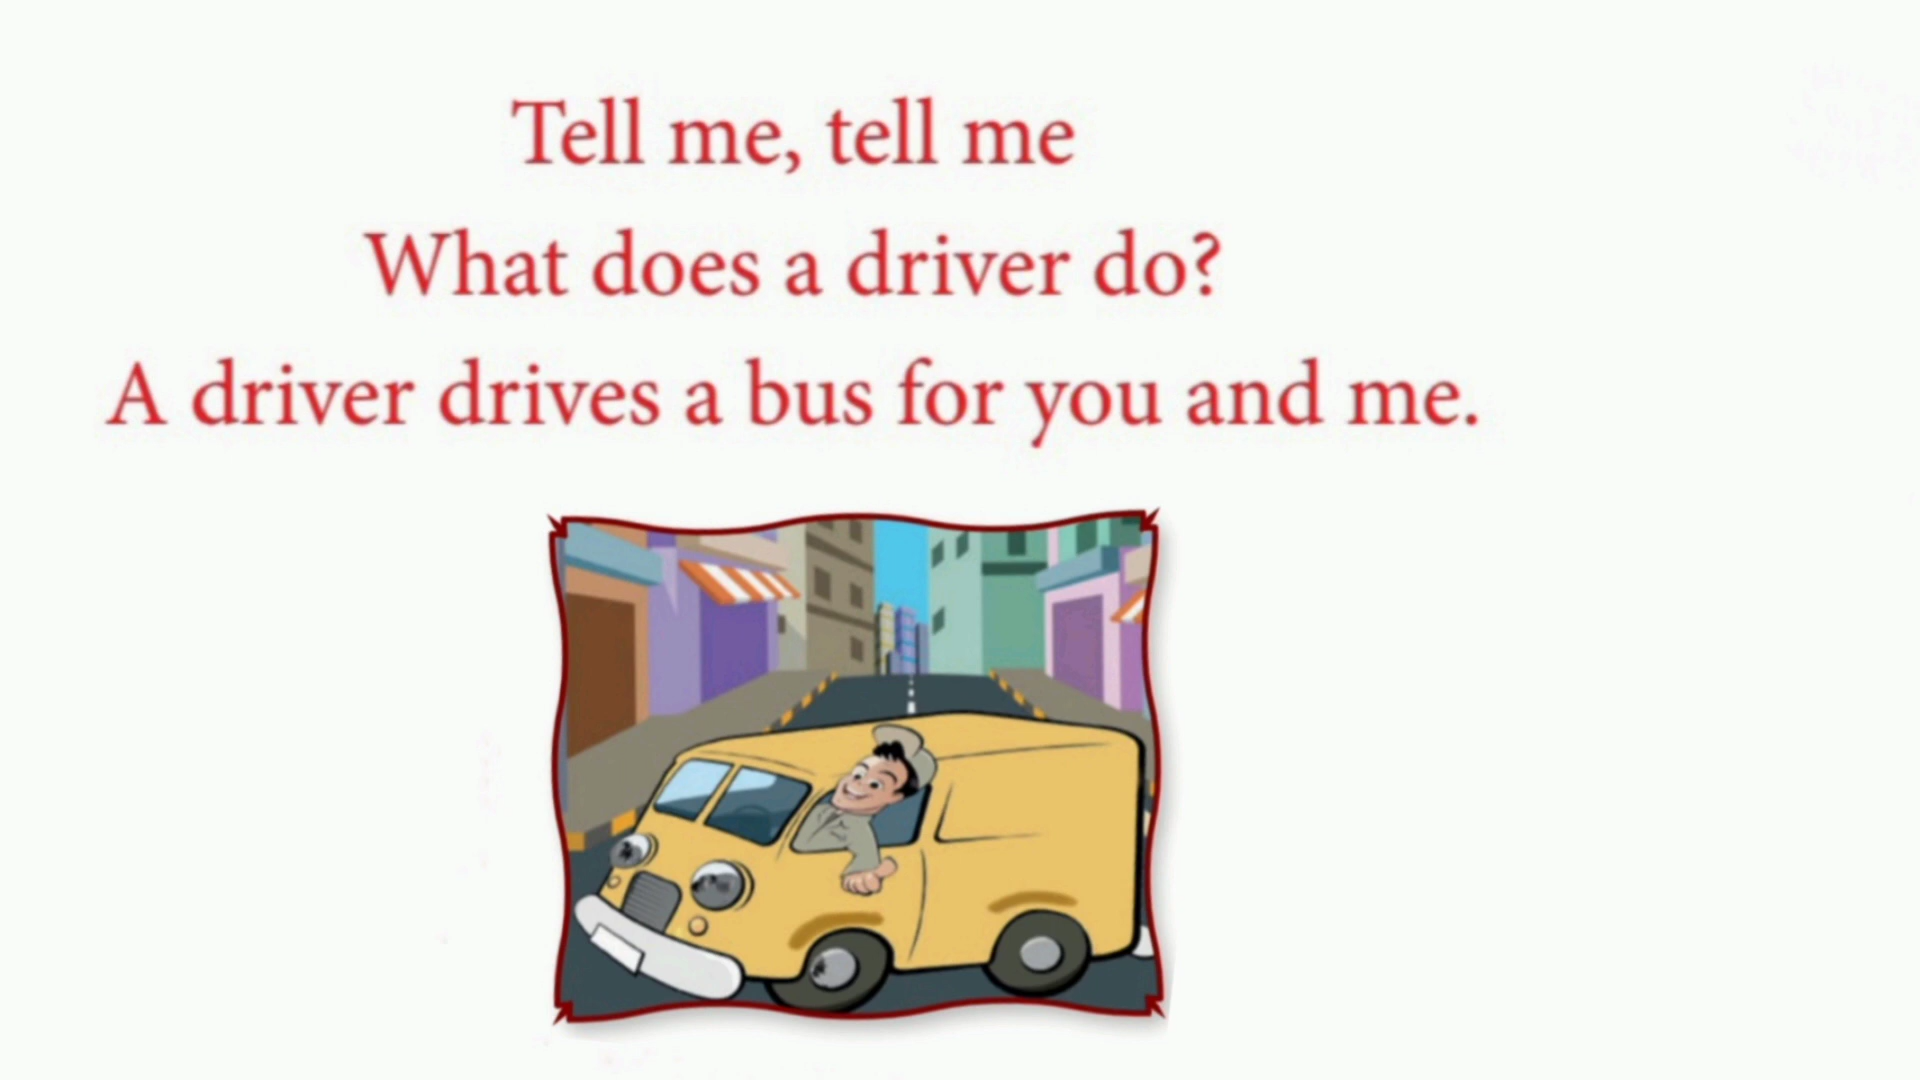 Tell me, tell me
What does a driver do?
A driver drives a bus for you and me.